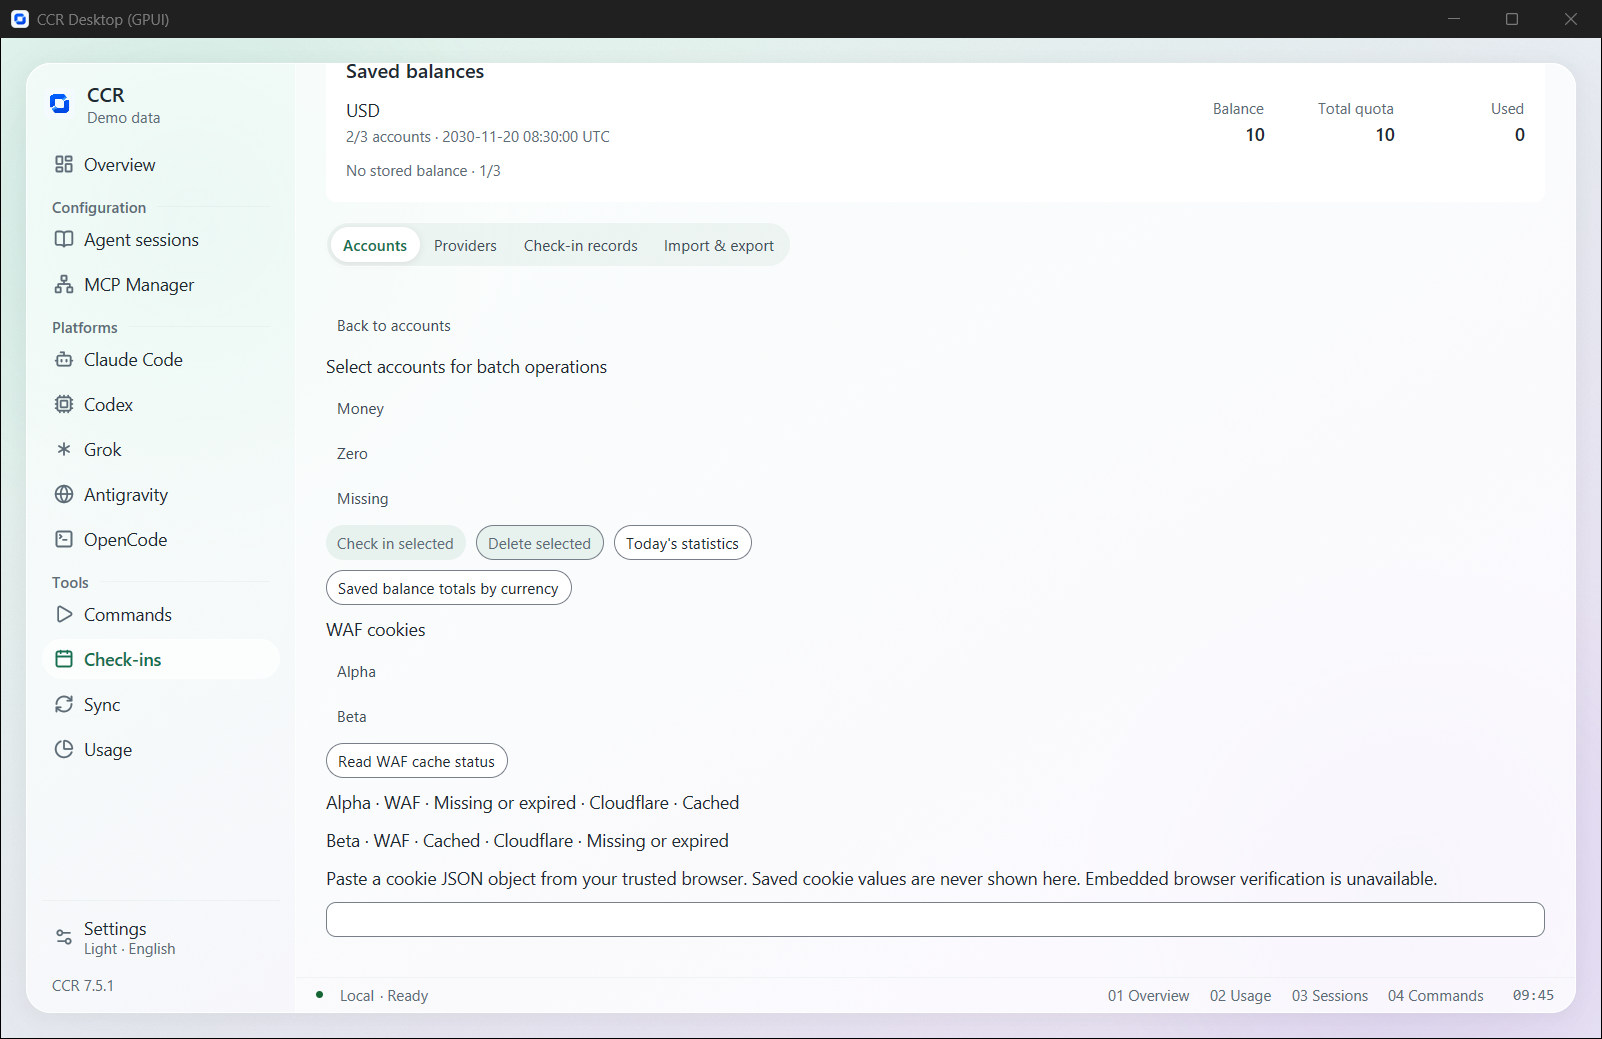 CCR Desktop (GPUI)
CCR
Demo data
Overview
Configuration
Agent sessions
MCP Manager
Platforms
Claude Code
Codex
Grok
Antigravity
OpenCode
Tools
Commands
Check-ins
Sync
Usage
Settings
Light · English
CCR 7.5.1
Saved balances
USD
2/3 accounts · 2030-11-20 08:30:00 UTC
No stored balance · 1/3
Balance
10
Total quota
10
Used
0
Accounts
Providers
Check-in records
Import & export
Back to accounts
Select accounts for batch operations
Money
Zero
Missing
Check in selected
Delete selected
Today's statistics
Saved balance totals by currency
WAF cookies
Alpha
Beta
Read WAF cache status
Alpha · WAF · Missing or expired · Cloudflare · Cached
Beta · WAF · Cached · Cloudflare · Missing or expired
Paste a cookie JSON object from your trusted browser. Saved cookie values are never shown here. Embedded browser verification is unavailable.
Local · Ready
01 Overview
02 Usage
03 Sessions
04 Commands
09:45